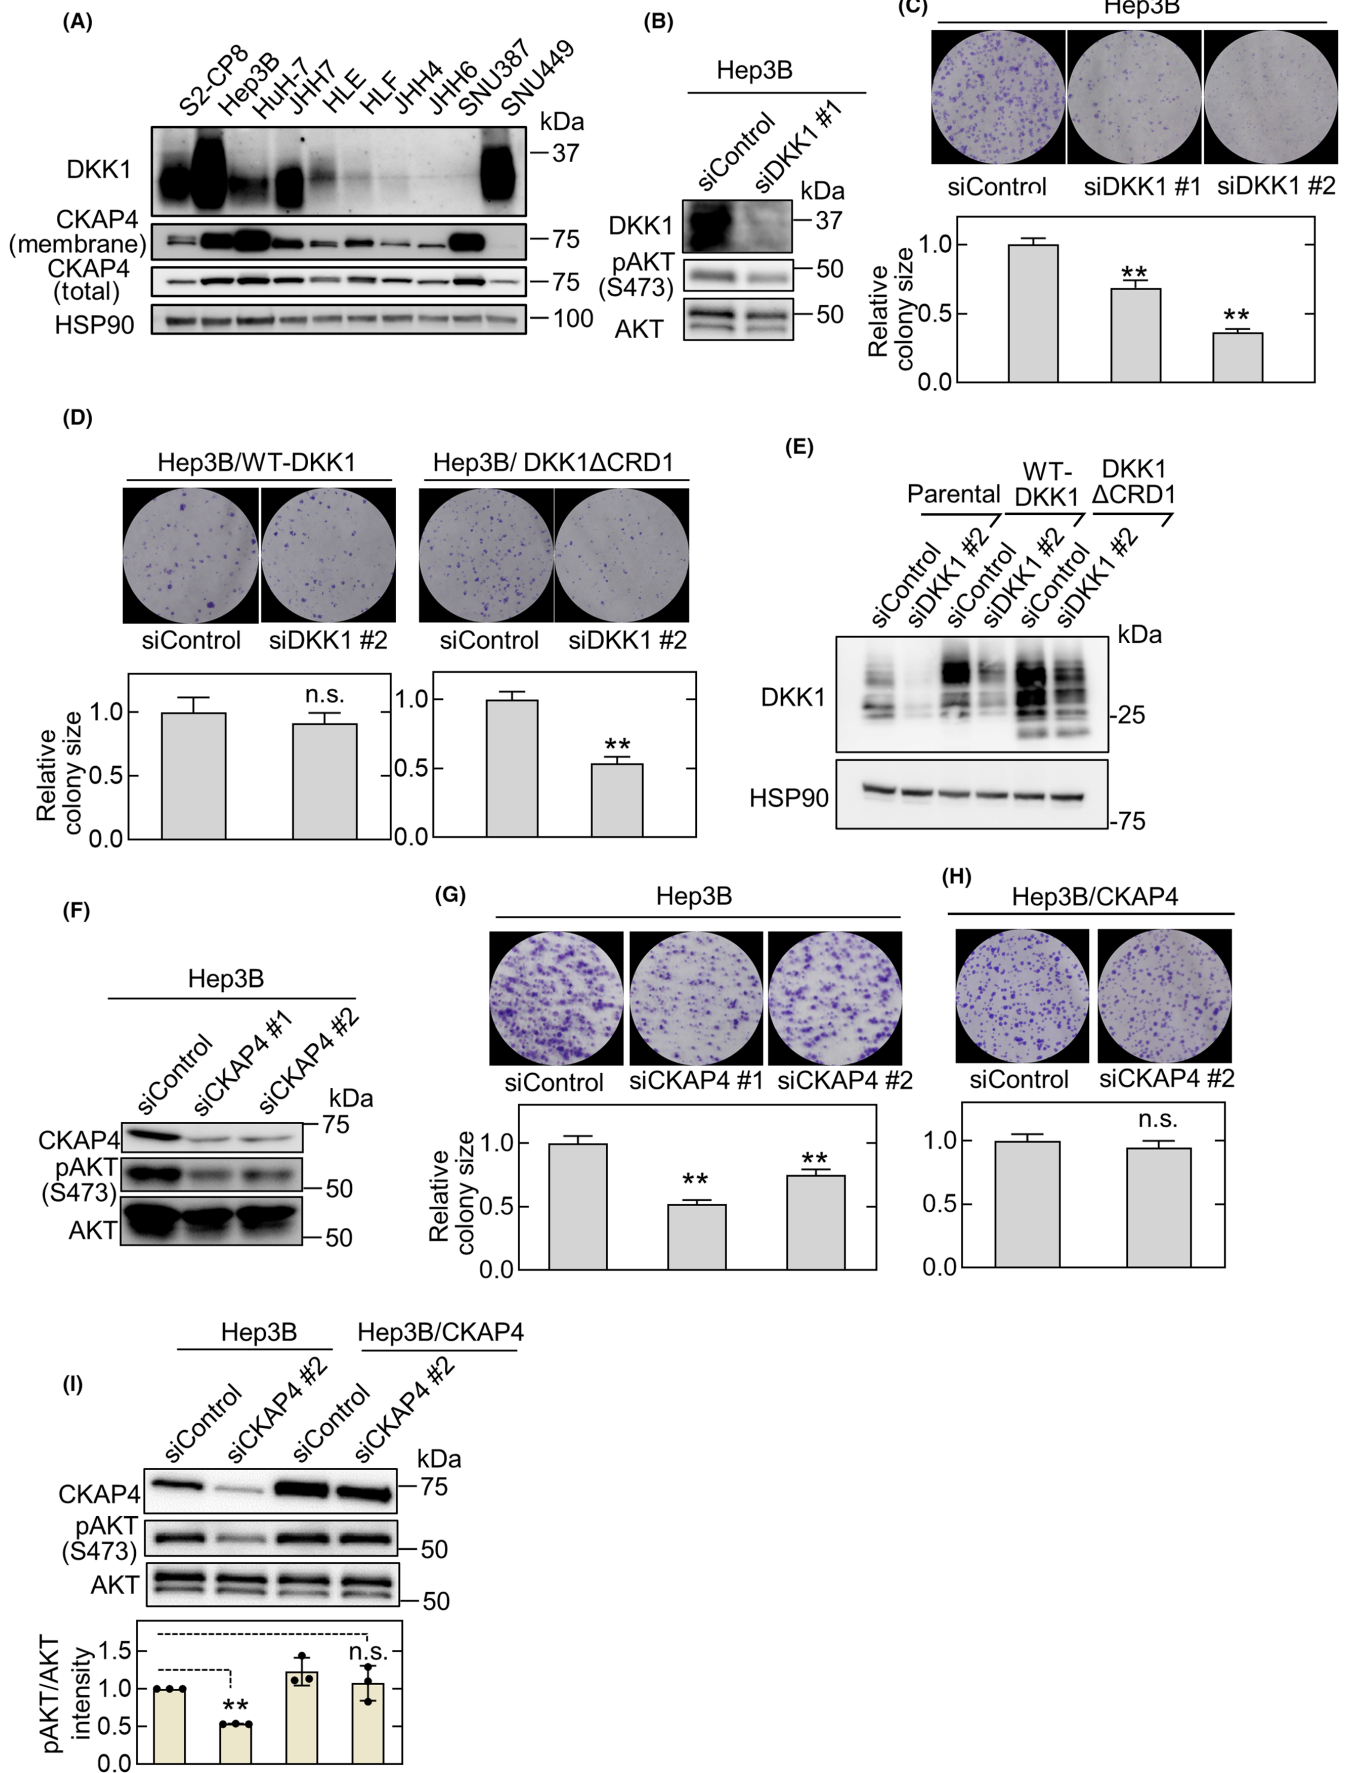 (A)
S2-CP8
Hep3B
HuH-7
JHH7
HLE
HLF
JHH4
JHH6
SNU387
SNU449
kDa
DKK1
37
CKAP4
(membrane)
75
CKAP4
(total)
75
HSP90
100
(B)
Hep3B
siControl
siDKK1 #1
kDa
DKK1
37
pAKT
(S473)
50
AKT
50
(C)
Hep3B
siControl
siDKK1 #1
siDKK1 #2
Relative
colony size
1.0
0.5
0.0
**
**
(D)
Hep3B/WT-DKK1
Hep3B/ DKK1ΔCRD1
siControl
siDKK1 #2
siControl
siDKK1 #2
Relative
colony size
1.0
0.5
0.0
n.s.
1.0
0.5
0.0
**
(E)
Parental
WT-
DKK1
DKK1
ΔCRD1
siControl
siDKK1 #2
siControl
siDKK1 #2
siControl
siDKK1 #2
kDa
DKK1
25
HSP90
75
(F)
Hep3B
siControl
siCKAP4 #1
siCKAP4 #2
kDa
CKAP4
75
pAKT
(S473)
50
AKT
50
(G)
Hep3B
siControl
siCKAP4 #1
siCKAP4 #2
Relative
colony size
1.0
0.5
0.0
**
**
(H)
Hep3B/CKAP4
siControl
siCKAP4 #2
1.0
0.5
0.0
n.s.
(I)
Hep3B
Hep3B/CKAP4
siControl
siCKAP4 #2
siControl
siCKAP4 #2
kDa
CKAP4
75
pAKT
(S473)
50
AKT
50
pAKT/AKT
intensity
1.5
1.0
0.5
0.0
**
n.s.